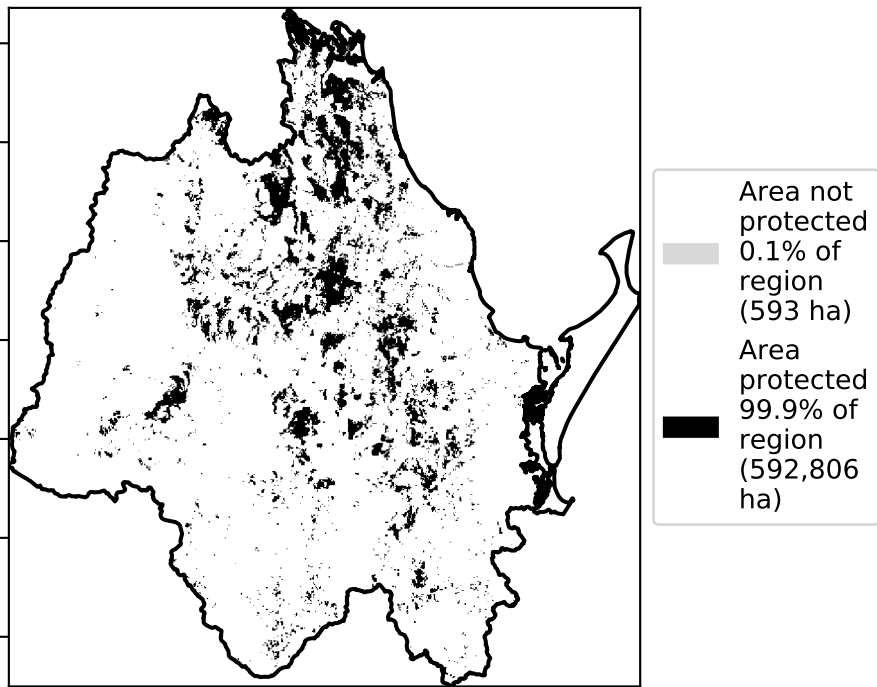 Area not
protected
0.1% of
region
(593 ha)
Area
protected
99.9% of
region
(592,806
ha)